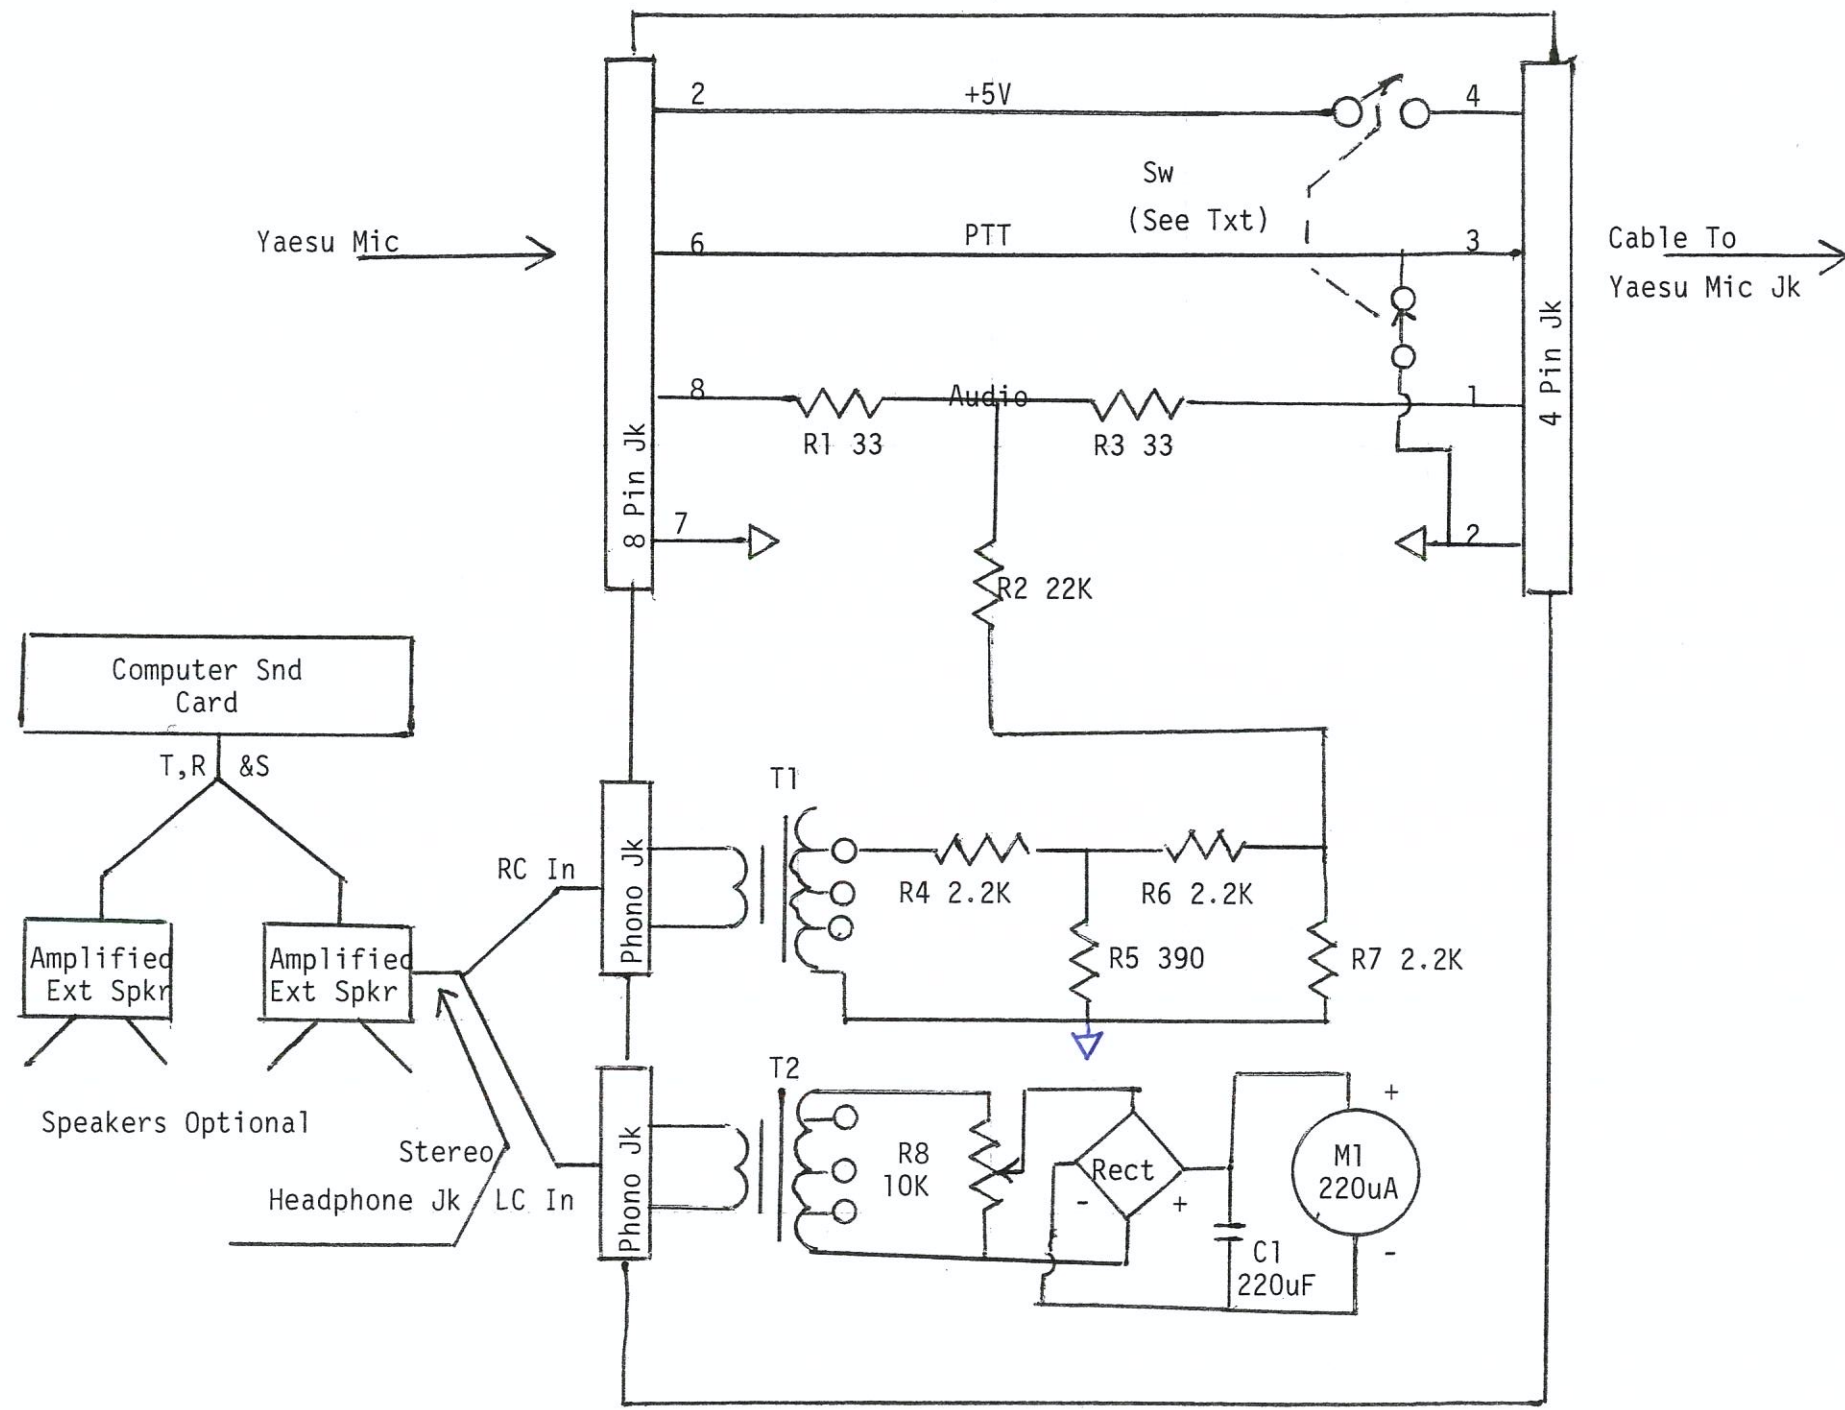 2
+5V
4
Sw
(See Txt)
Yaesu Mic
6
PTT
3
Cable To
Yaesu Mic Jk
8 Pin Jk
4 Pin Jk
8
Audio
1
R1 33
R3 33
7
2
R2 22K
Computer Snd
Card
T,R &S
T1
RC In
Phono Jk
R4 2.2K
R6 2.2K
Amplified
Ext Spkr
Amplified
Ext Spkr
R5 390
R7 2.2K
T2
Speakers Optional
Stereo
Headphone Jk
LC In
Phono Jk
R8
10K
Rect
-
+
C1
220uF
+
M1
220uA
-